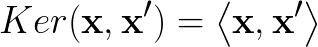 Ker(x, x′) = ⟨x, x′⟩